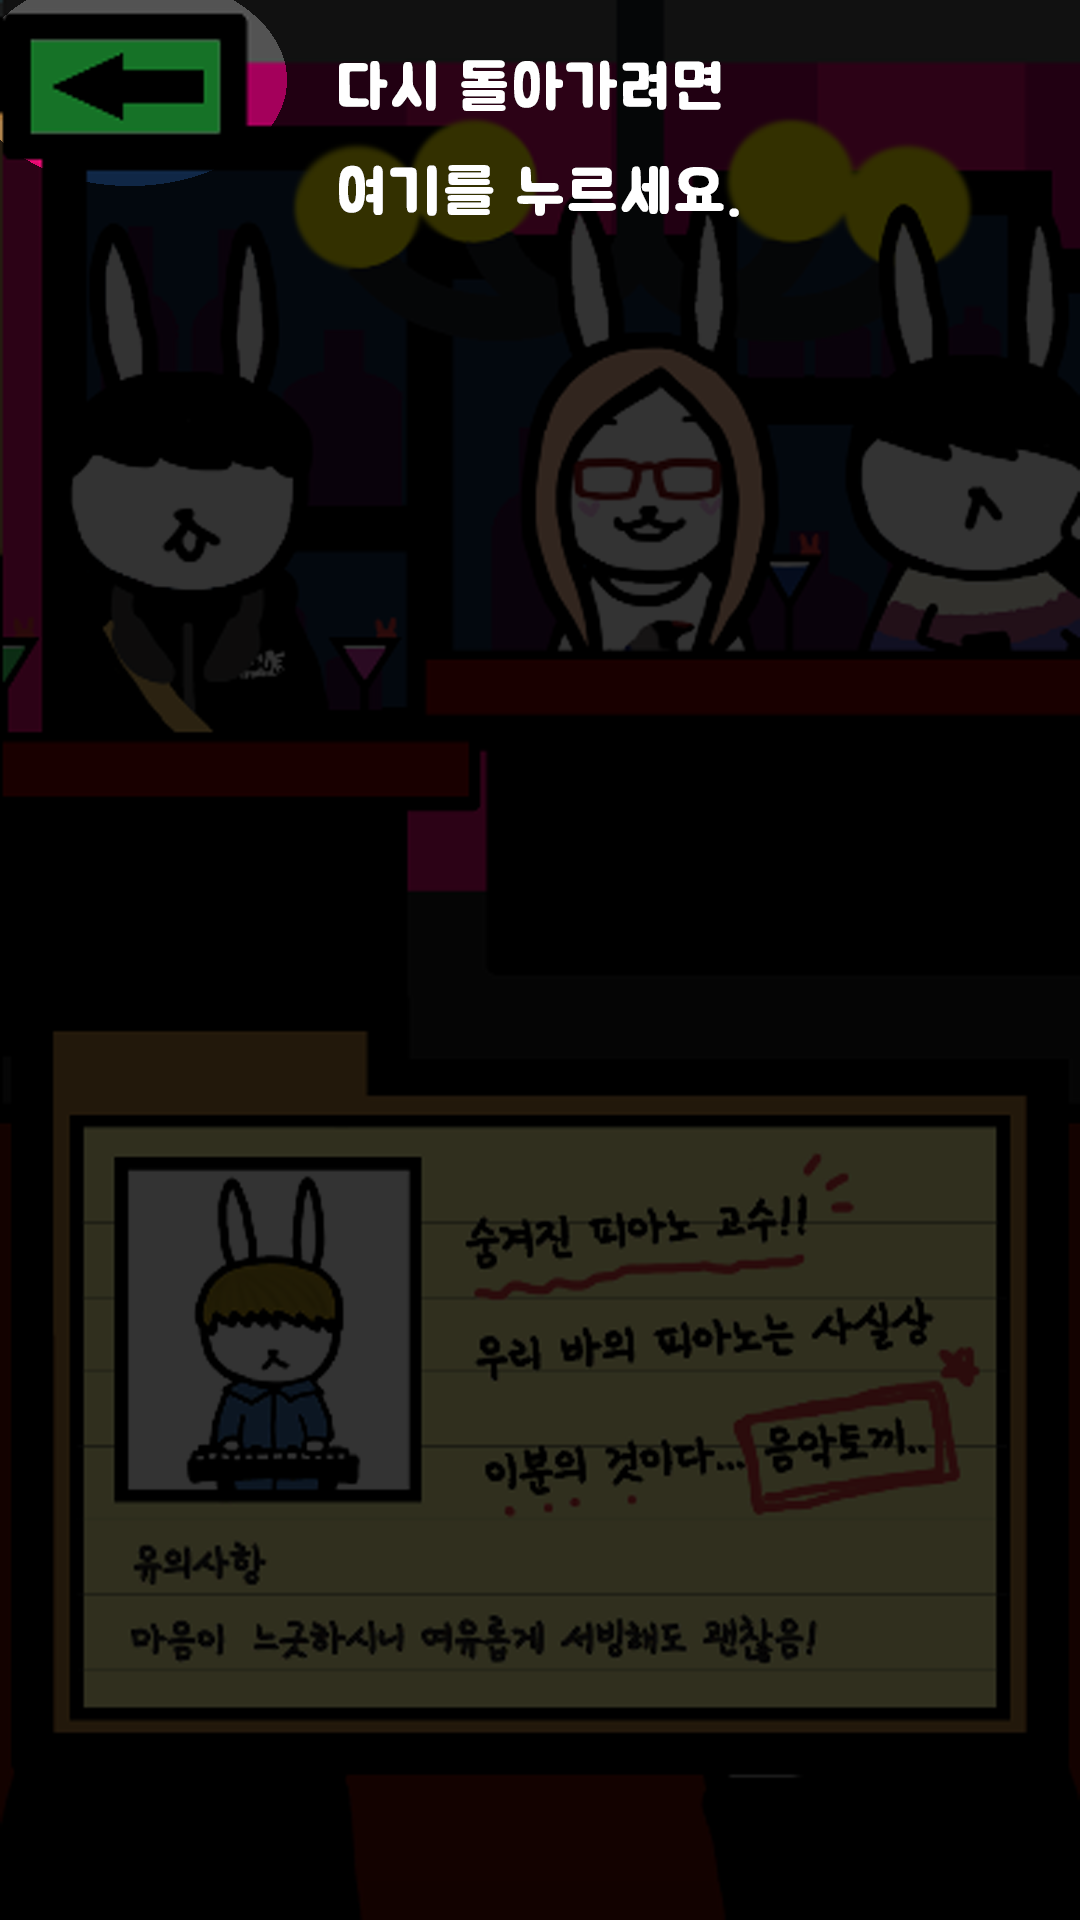 다시 돌아가려면
여기를 누르세요.
숨겨진 피아노 고수!!
우리 바의 피아노는 사실상
이분의 것이다... 음악토끼..
유의사항
마음이 느긋하시니 여유롭게 서빙해도 괜찮음!